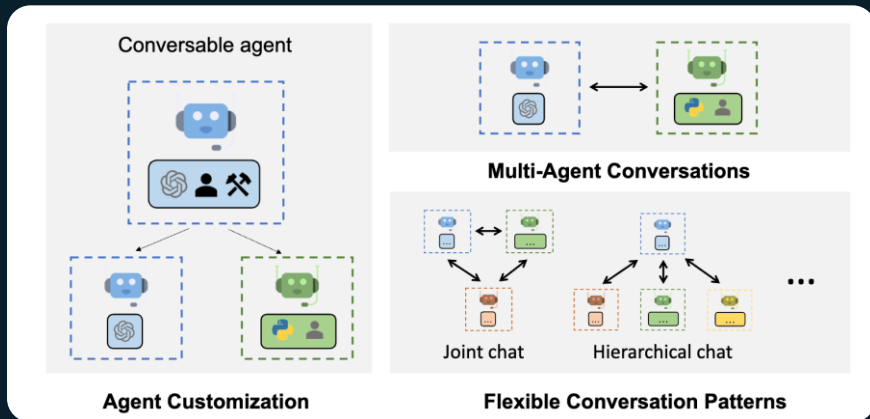 Conversable agent
Agent Customization
Multi-Agent Conversations
...
...
...
...
...
...
...
...
Joint chat
Hierarchical chat
Flexible Conversation Patterns